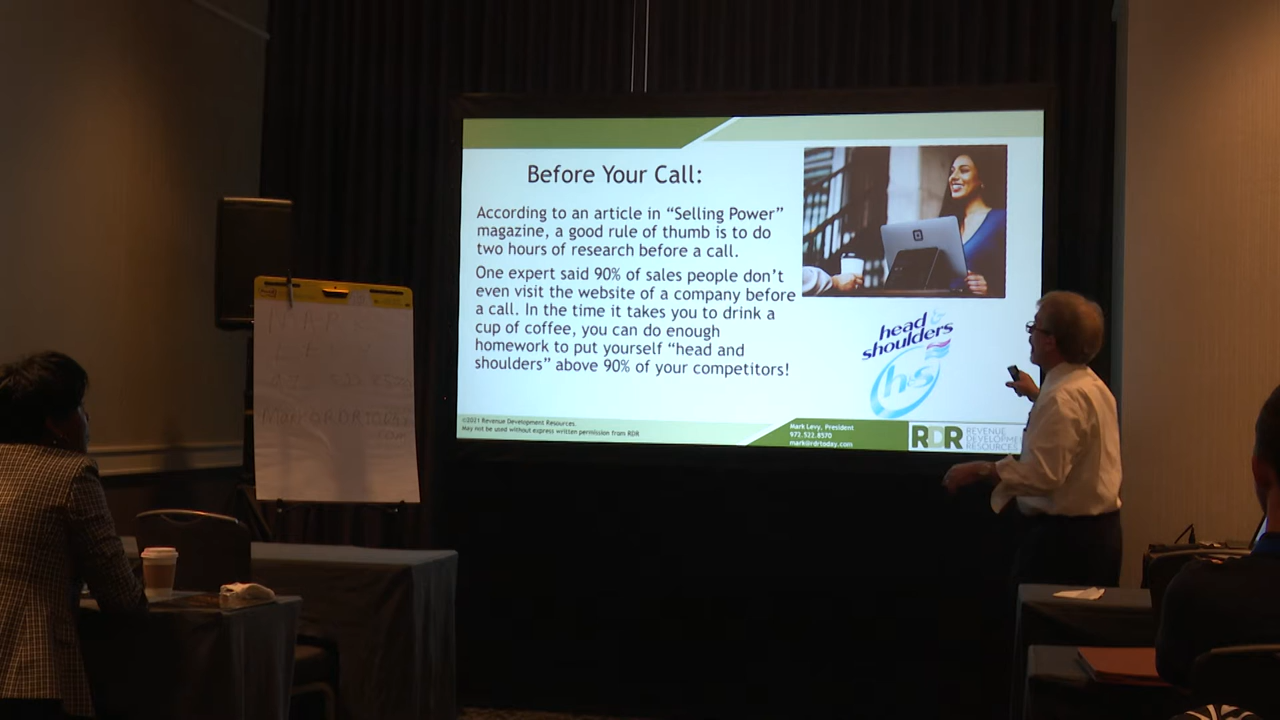 Before Your Call:
According to an article in “Selling Power”
magazine, a good rule of thumb is to do
two hours of research before a call.
One expert said 90% of sales people don’t
even visit the website of a company before
a call. In the time it takes you to drink a
cup of coffee, you can do enough
homework to put yourself “head and
shoulders” above 90% of your competitors!
head &
shoulders
h&s
©2021 Revenue Development Resources.
May not be used without express written permission from RDR
Mark Levy, President
972.522.8570
mark@rdrtoday.com
RDR
REVENUE
DEVELOPME
RESOURCES